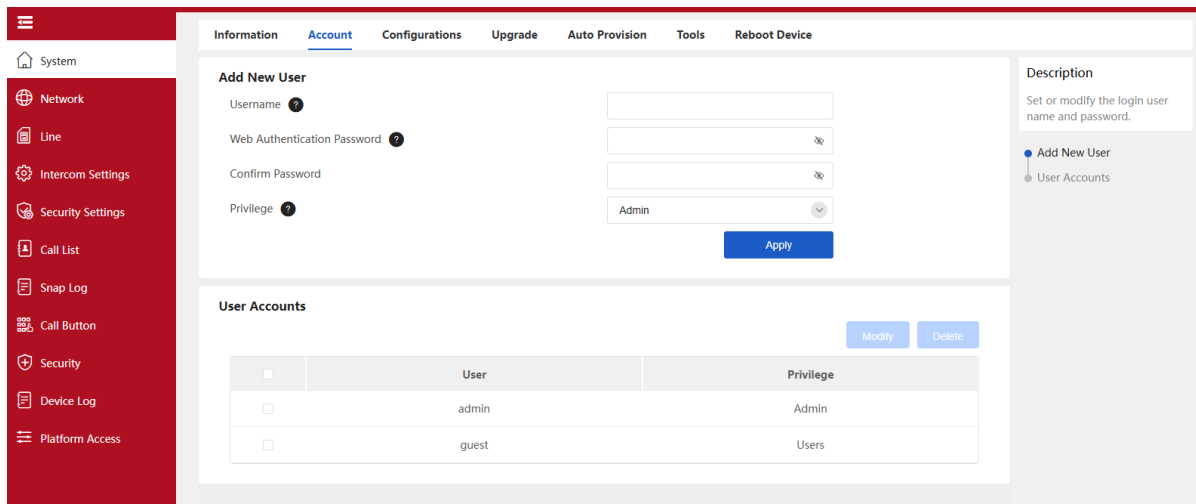 Information Account Configurations Upgrade Auto Provision Tools Reboot Device
System
Network
Line
Intercom Settings
Security Settings
Call List
Snap Log
Call Button
Security
Device Log
Platform Access
Add New User
Username ?
Web Authentication Password ?
Confirm Password
Privilege ? Admin
Apply
User Accounts
Modify Delete
User Privilege
admin Admin
guest Users
Description
Set or modify the login user
name and password.
Add New User
User Accounts